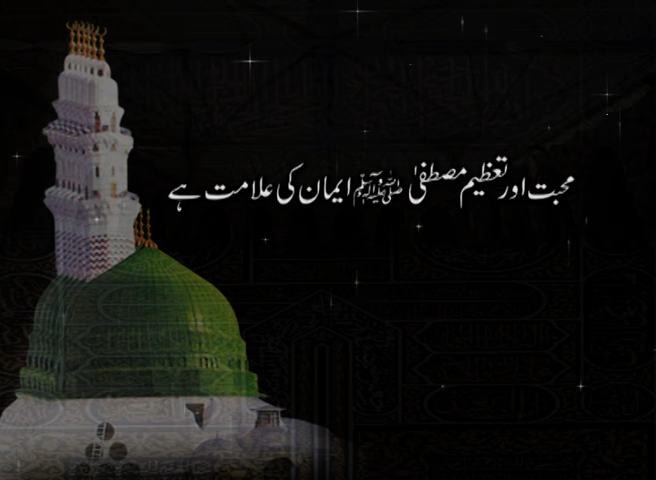 محبت اور تعظیم مصطفیٰ ﷺ ایمان کی علامت ہے